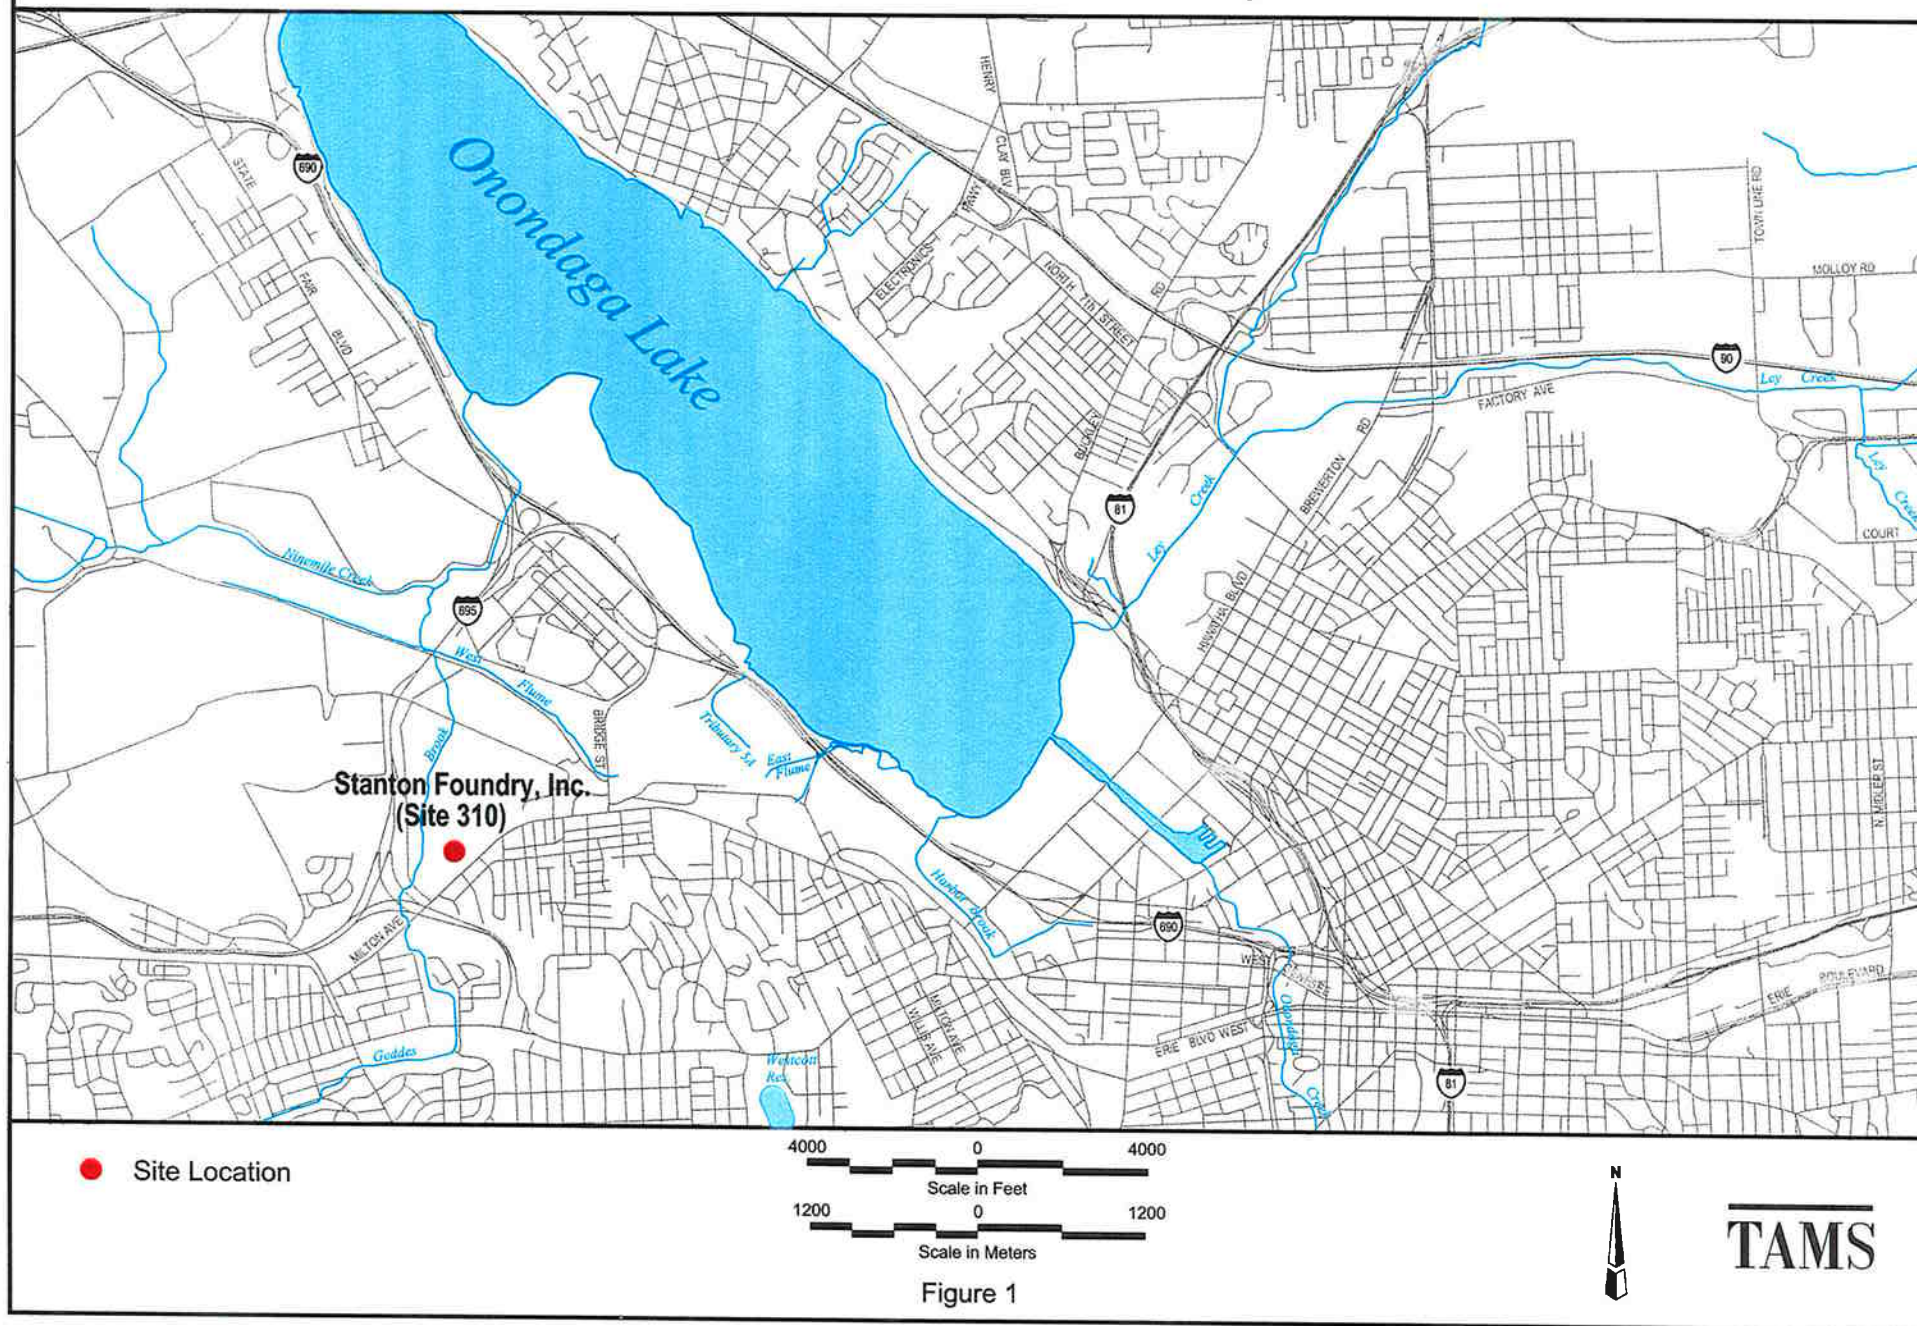 HENRY
CLAY BLV
PKWY
ELECTRONICS
NORTH 7th STREET
RD
BUCKLEY
690
STATE
FAIR
BLVD
Onondaga Lake
TOWN LINE RD
MOLLOY RD
90
Ley Creek
FACTORY AVE
RD
BREWERTON
81
Ley Creek
Ley
Creek
COURT
HIAWATHA BLVD
Ninemile Creek
695
West
Flume
BRIDGE ST
Tributary 5A
East
Flume
Brook
Stanton Foundry, Inc.
(Site 310)
N. MIDLER ST
Harbor Brook
690
MILTON AVE
WEST
ERIE
BOULEVARD
MILTON AVE
WILLIS AVE
Onondaga
Creek
ERIE BLVD WEST
Geddes
Westcott
Res.
81
Site Location
4000 0 4000
Scale in Feet
1200 0 1200
Scale in Meters
Figure 1
N
TAMS